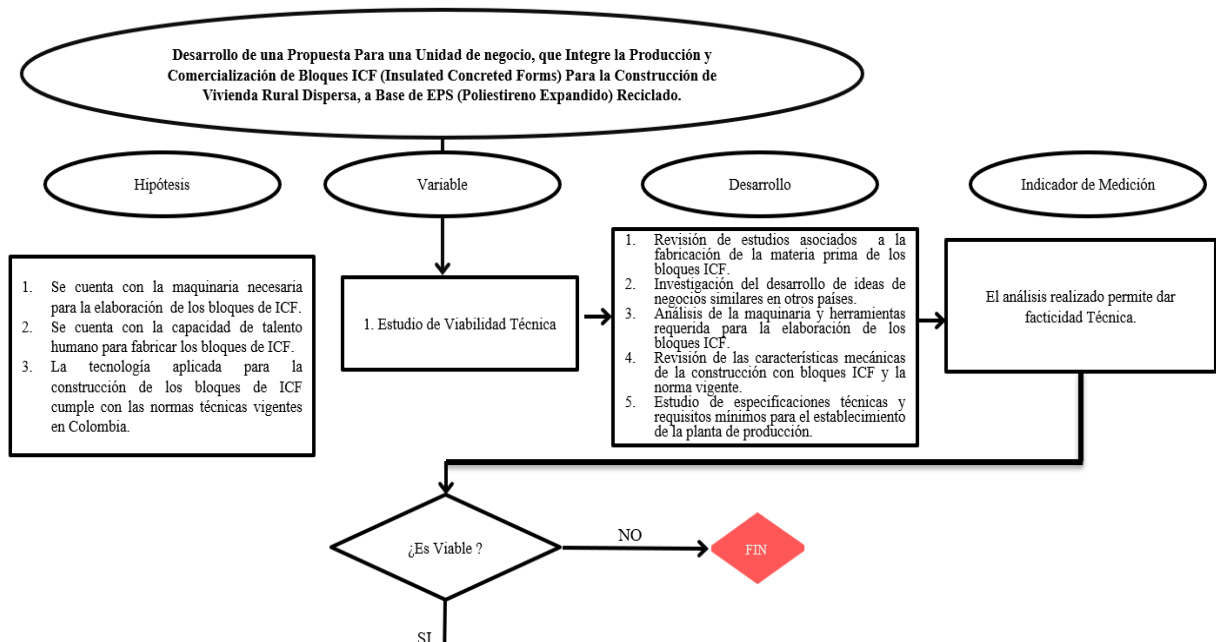 Desarrollo de una Propuesta Para una Unidad de negocio, que Integre la Producción y
Comercialización de Bloques ICF (Insulated Concreted Forms) Para la Construcción de
Vivienda Rural Dispersa, a Base de EPS (Poliestireno Expandido) Reciclado.
Hipótesis
Variable
Desarrollo
Indicador de Medición
1. Se cuenta con la maquinaria necesaria
para la elaboración de los bloques de ICF.
2. Se cuenta con la capacidad de talento
humano para fabricar los bloques de ICF.
3. La tecnología aplicada para la
construcción de los bloques de ICF
cumple con las normas técnicas vigentes
en Colombia.
1. Estudio de Viabilidad Técnica
1. Revisión de estudios asociados a la
fabricación de la materia prima de los
bloques ICF.
2. Investigación del desarrollo de ideas de
negocios similares en otros países.
3. Análisis de la maquinaria y herramientas
requerida para la elaboración de los
bloques ICF.
4. Revisión de las características mecánicas
de la construcción con bloques ICF y la
norma vigente.
5. Estudio de especificaciones técnicas y
requisitos mínimos para el establecimiento
de la planta de producción.
El análisis realizado permite dar
facticidad Técnica.
¿Es Viable ?
NO
FIN
SI